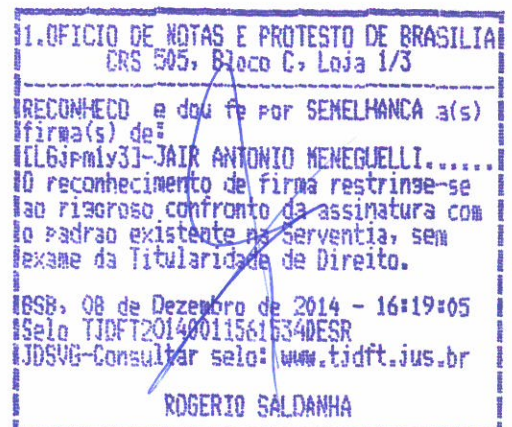 1.OFICIO DE NOTAS E PROTESTO DE BRASILIA
CRS 505, Bloco C, Loja 1/3
RECONHECO e dou fe por SEMELHANCA a(s)
firma(s) de:
[L6jpm1y3]-JAIR ANTONIO MENEGUELLI......
O reconhecimento de firma restringe-se
ao rigoroso confronto da assinatura com
o padrao existente na Serventia, sem
exame da Titularidade de Direito.
BSB, 08 de Dezembro de 2014 - 16:19:05
Selo TJDFT20140011561534DESR
JDSVG-Consultar selo: www.tjdft.jus.br
ROGERIO SALDANHA